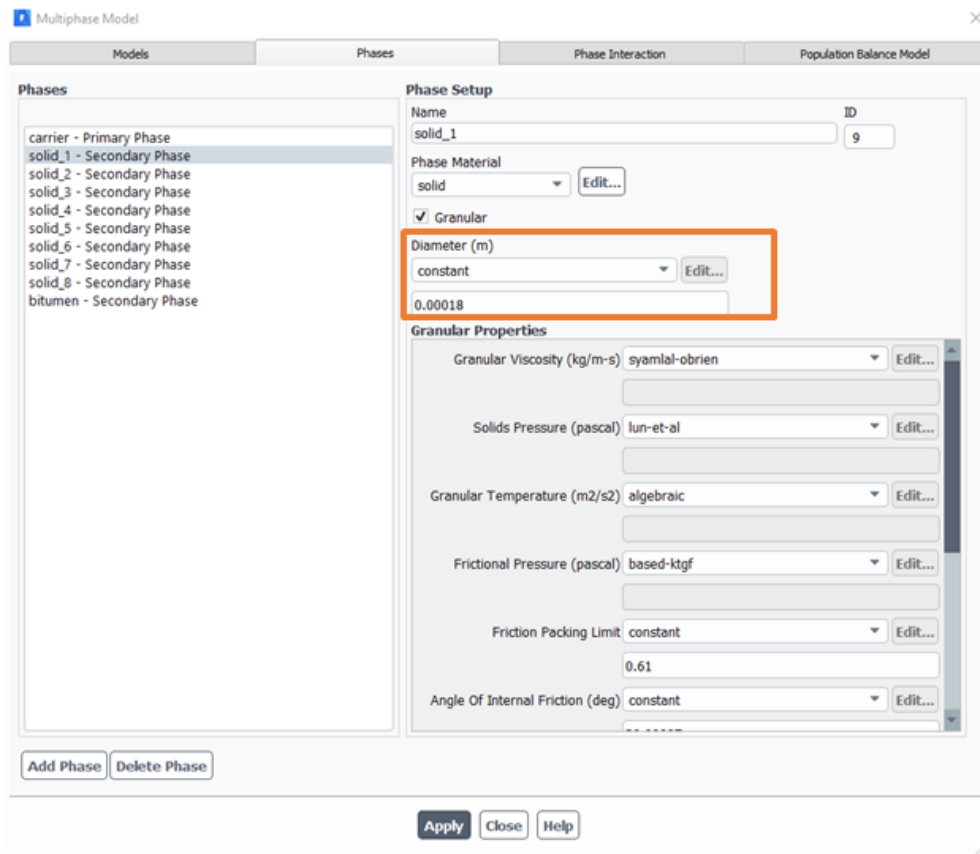 Multiphase Model
Models Phases Phase Interaction Population Balance Model
Phases
carrier - Primary Phase
solid_1 - Secondary Phase
solid_2 - Secondary Phase
solid_3 - Secondary Phase
solid_4 - Secondary Phase
solid_5 - Secondary Phase
solid_6 - Secondary Phase
solid_7 - Secondary Phase
solid_8 - Secondary Phase
bitumen - Secondary Phase
Add Phase Delete Phase
Phase Setup
Name ID
solid_1 9
Phase Material
solid Edit...
Granular
Diameter (m)
constant Edit...
0.00018
Granular Properties
Granular Viscosity (kg/m-s) syamlal-obrien Edit...
Solids Pressure (pascal) lun-et-al Edit...
Granular Temperature (m2/s2) algebraic Edit...
Frictional Pressure (pascal) based-ktgf Edit...
Friction Packing Limit constant Edit...
0.61
Angle Of Internal Friction (deg) constant Edit...
Apply Close Help